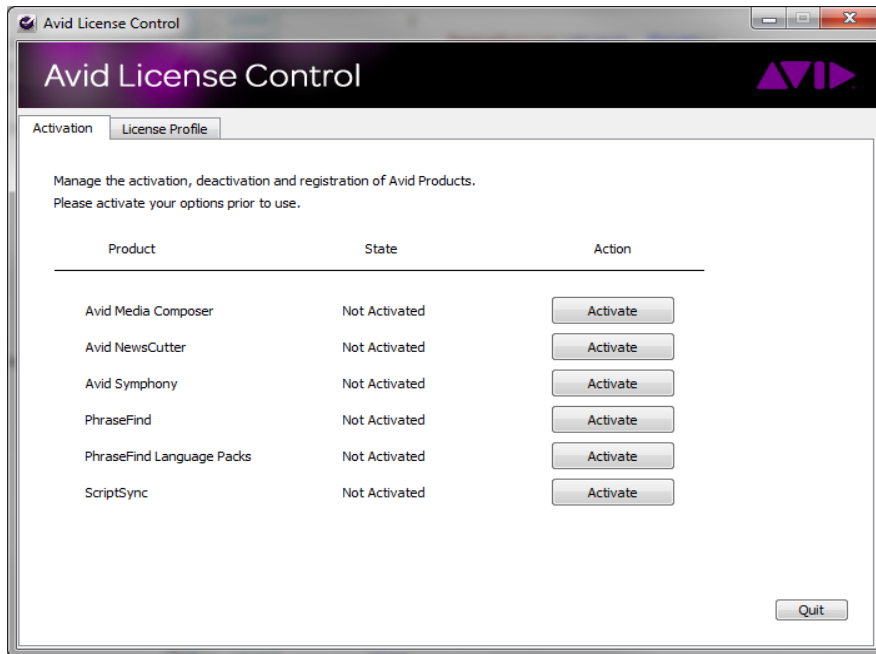 Avid License Control
Avid License Control
AVID
Activation License Profile
Manage the activation, deactivation and registration of Avid Products.
Please activate your options prior to use.
Product State Action
Avid Media Composer Not Activated Activate
Avid NewsCutter Not Activated Activate
Avid Symphony Not Activated Activate
PhraseFind Not Activated Activate
PhraseFind Language Packs Not Activated Activate
ScriptSync Not Activated Activate
Quit